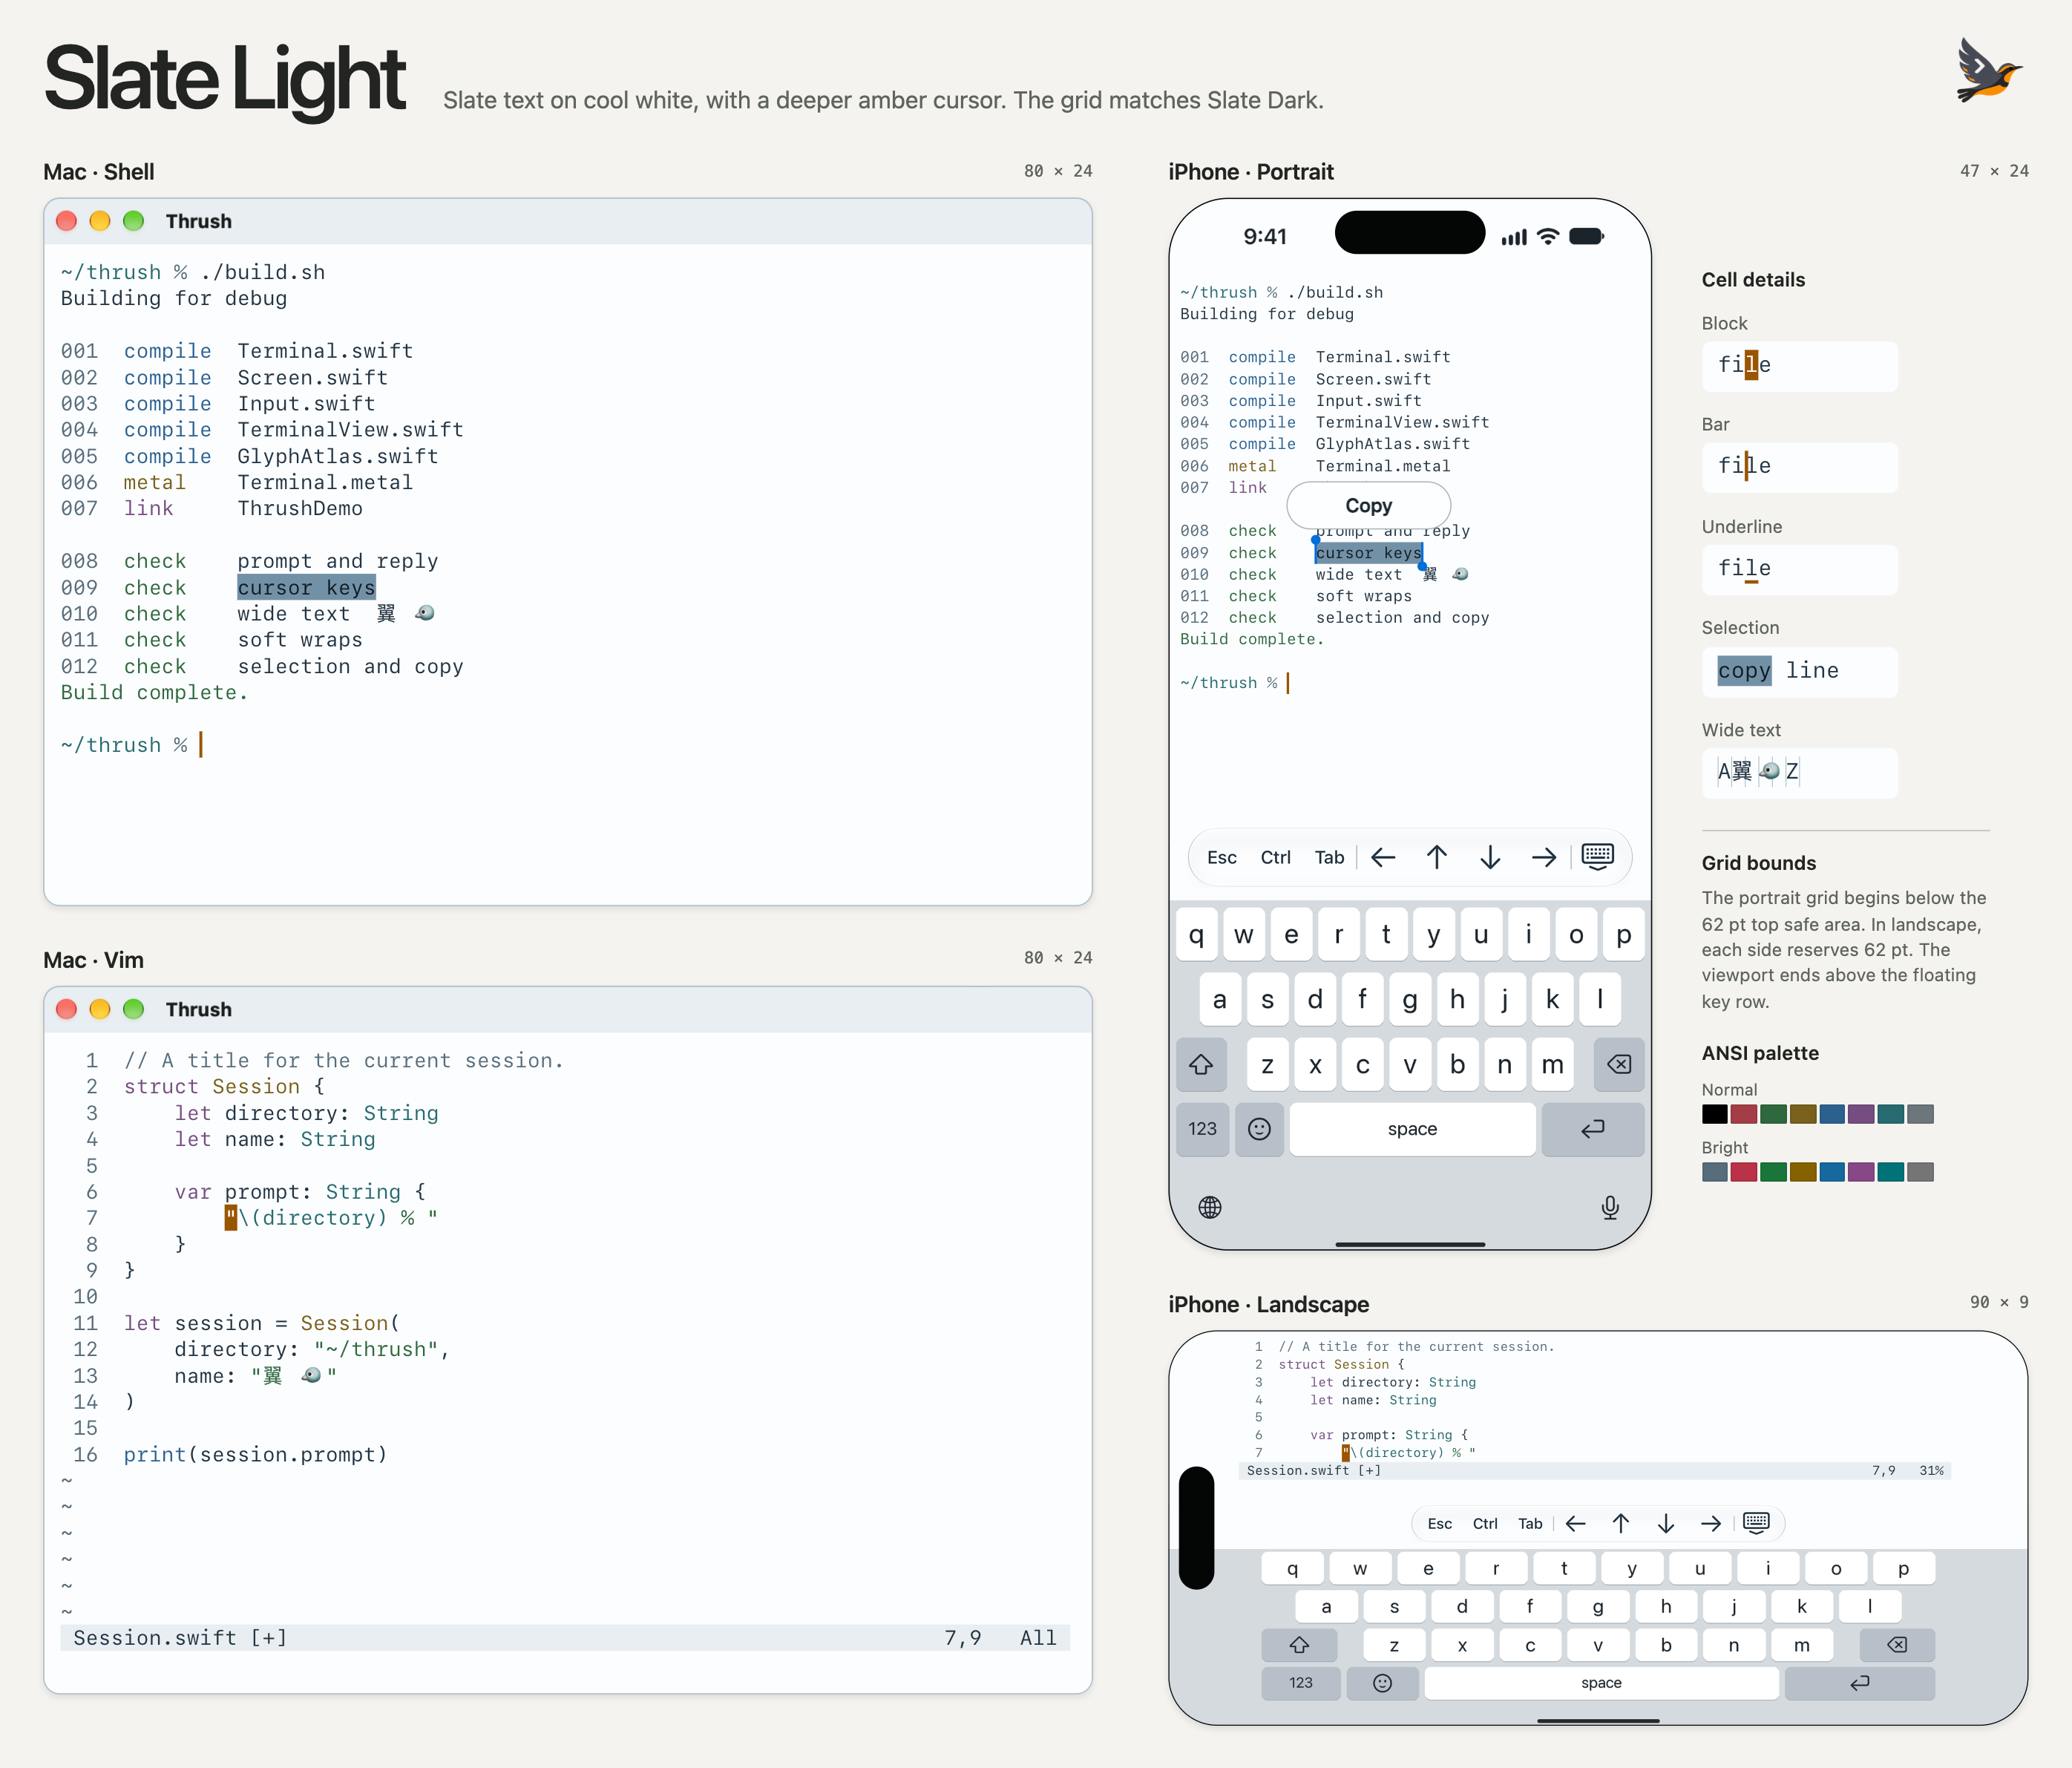 Slate Light
Slate text on cool white, with a deeper amber cursor. The grid matches Slate Dark.
Mac · Shell
80 × 24
Thrush
~/thrush % ./build.sh
Building for debug
001  compile  Terminal.swift
002  compile  Screen.swift
003  compile  Input.swift
004  compile  TerminalView.swift
005  compile  GlyphAtlas.swift
006  metal    Terminal.metal
007  link     ThrushDemo
008  check    prompt and reply
009  check    cursor keys
010  check    wide text  翼 🐦
011  check    soft wraps
012  check    selection and copy
Build complete.
~/thrush %
Mac · Vim
80 × 24
Thrush
1  // A title for the current session.
2  struct Session {
3      let directory: String
4      let name: String
5
6      var prompt: String {
7          "\(directory) % "
8      }
9  }
10
11  let session = Session(
12      directory: "~/thrush",
13      name: "翼 🐦"
14  )
15
16  print(session.prompt)
~
~
~
~
~
~
Session.swift [+]    7,9   All
iPhone · Portrait
47 × 24
9:41
~/thrush % ./build.sh
Building for debug
001  compile  Terminal.swift
002  compile  Screen.swift
003  compile  Input.swift
004  compile  TerminalView.swift
005  compile  GlyphAtlas.swift
006  metal    Terminal.metal
007  link
Copy
008  check    prompt and reply
009  check    cursor keys
010  check    wide text  翼 🐦
011  check    soft wraps
012  check    selection and copy
Build complete.
~/thrush %
Esc Ctrl Tab ← ↑ ↓ →
q w e r t y u i o p
a s d f g h j k l
z x c v b n m
123 space
Cell details
Block
file
Bar
file
Underline
file
Selection
copy line
Wide text
A翼🐦Z
Grid bounds
The portrait grid begins below the
62 pt top safe area. In landscape,
each side reserves 62 pt. The
viewport ends above the floating
key row.
ANSI palette
Normal
Bright
iPhone · Landscape
90 × 9
1  // A title for the current session.
2  struct Session {
3      let directory: String
4      let name: String
5
6      var prompt: String {
7          "\(directory) % "
Session.swift [+]    7,9   31%
Esc Ctrl Tab ← ↑ ↓ →
q w e r t y u i o p
a s d f g h j k l
z x c v b n m
123 space